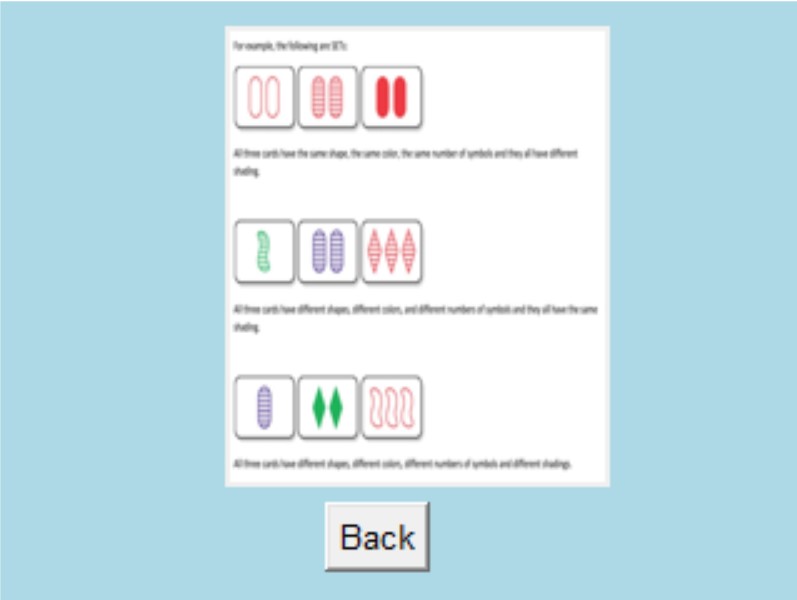 For example, the following are SETs:
All three cards have the same shape, the same color, the same number of symbols and they all have different
shading.
All three cards have different shapes, different colors, and different numbers of symbols and they all have the same
shading.
All three cards have different shapes, different colors, different numbers of symbols and different shadings.
Back